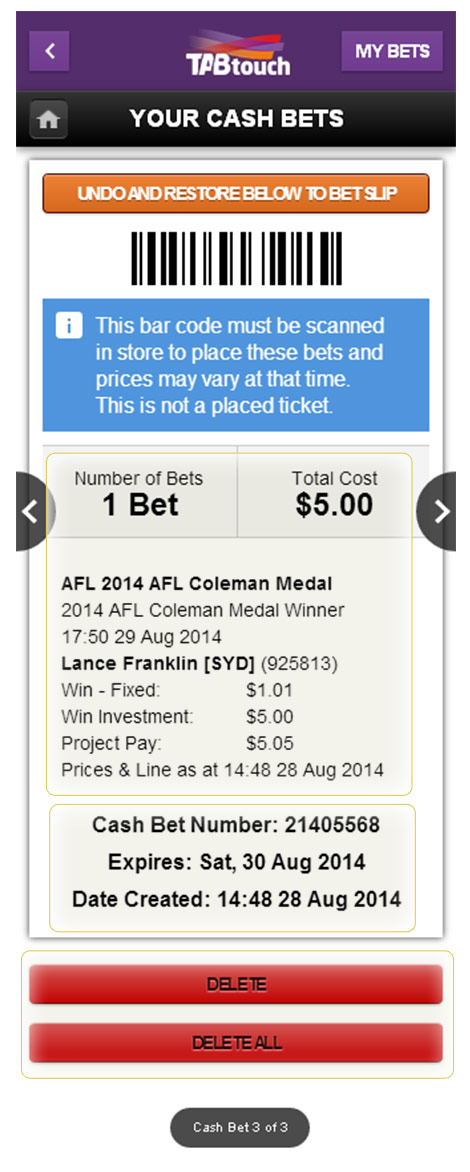 TABtouch
MY BETS
YOUR CASH BETS
UNDO AND RESTORE BELOW TO BET SLIP
i This bar code must be scanned
in store to place these bets and
prices may vary at that time.
This is not a placed ticket.
Number of Bets Total Cost
1 Bet $5.00
AFL 2014 AFL Coleman Medal
2014 AFL Coleman Medal Winner
17:50 29 Aug 2014
Lance Franklin [SYD] (925813)
Win - Fixed: $1.01
Win Investment: $5.00
Project Pay: $5.05
Prices & Line as at 14:48 28 Aug 2014
Cash Bet Number: 21405568
Expires: Sat, 30 Aug 2014
Date Created: 14:48 28 Aug 2014
DELETE
DELETE ALL
Cash Bet 3 of 3